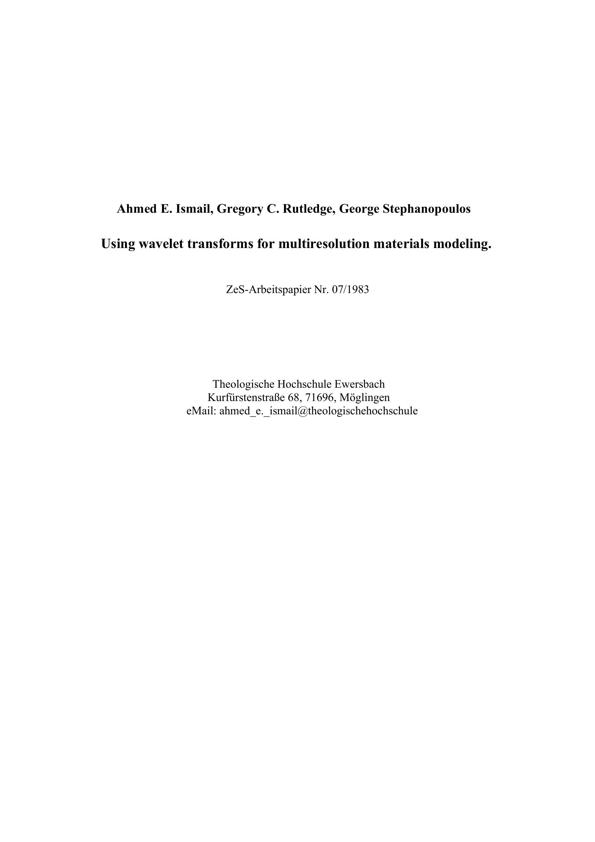 Ahmed E. Ismail, Gregory C. Rutledge, George Stephanopoulos
Using wavelet transforms for multiresolution materials modeling.
ZeS-Arbeitspapier Nr. 07/1983
Theologische Hochschule Ewersbach
Kurfürstenstraße 68, 71696, Möglingen
eMail: ahmed_e._ismail@theologischehochschule